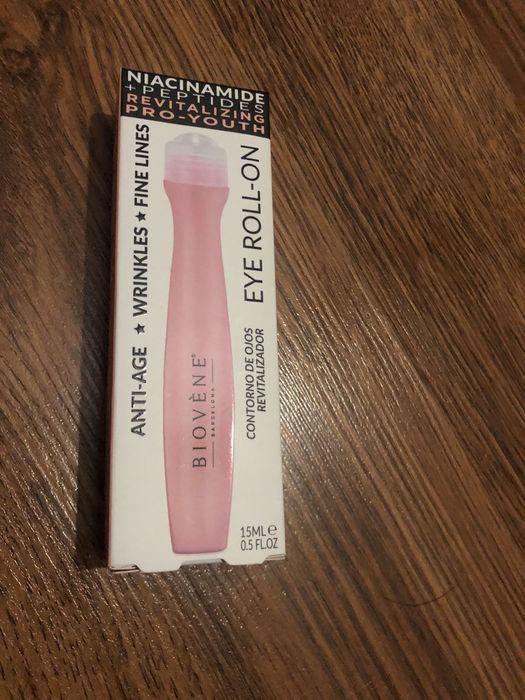 NIACINAMIDE
+ PEPTIDES
REVITALIZING
PRO-YOUTH
ANTI-AGE ★ WRINKLES ★ FINE LINES
EYE ROLL-ON
CONTORNO DE OJOS
REVITALIZADOR
BIOVÈNE®
BARCELONA
15ML ℮
0.5 FL.OZ